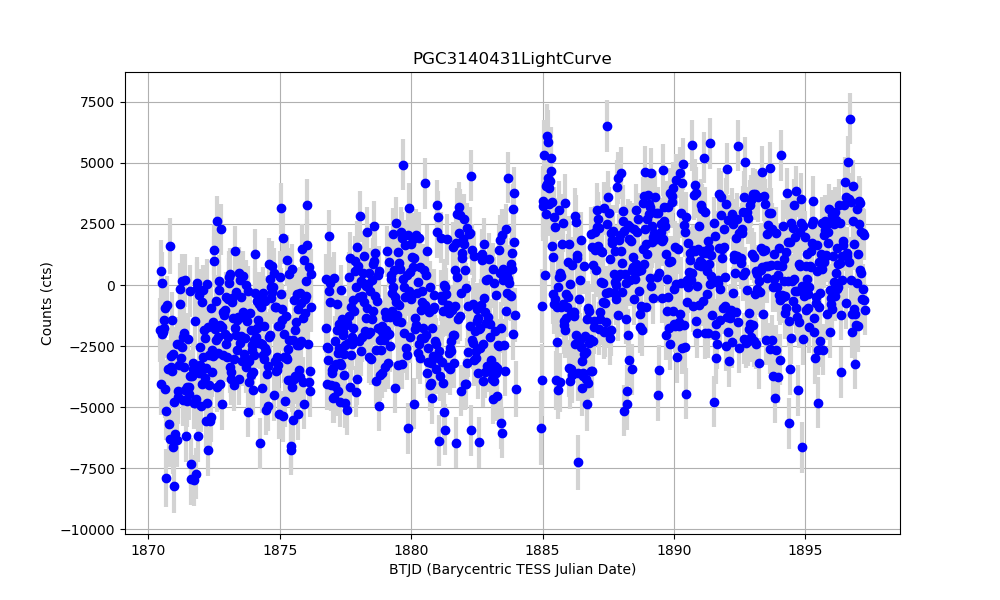 PGC3140431LightCurve
7500
5000
2500
0
−2500
−5000
−7500
−10000
Counts (cts)
1870 1875 1880 1885 1890 1895
BTJD (Barycentric TESS Julian Date)